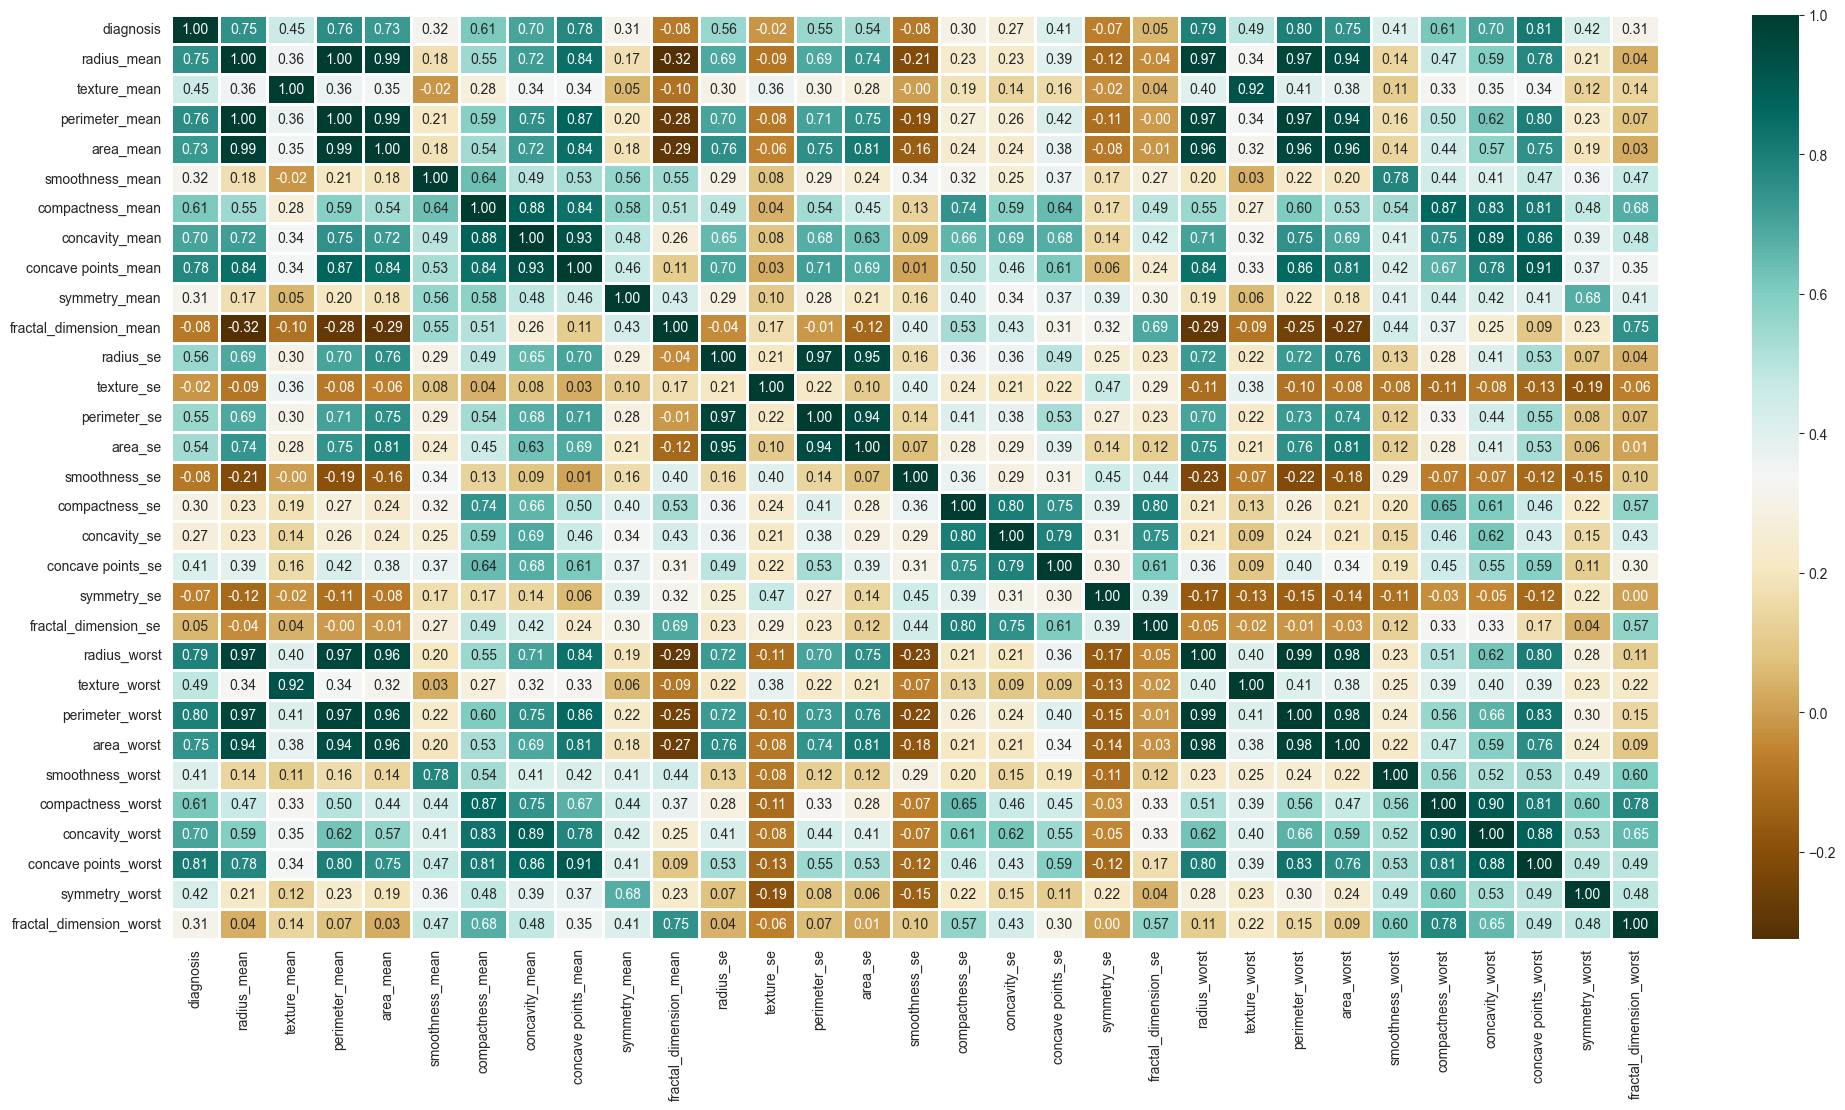 diagnosis 1.00 0.75 0.45 0.76 0.73 0.32 0.61 0.70 0.78 0.31 -0.08 0.56 -0.02 0.55 0.54 -0.08 0.30 0.27 0.41 -0.07 0.05 0.79 0.49 0.80 0.75 0.41 0.61 0.70 0.81 0.42 0.31
radius_mean 0.75 1.00 0.36 1.00 0.99 0.18 0.55 0.72 0.84 0.17 -0.32 0.69 -0.09 0.69 0.74 -0.21 0.23 0.23 0.39 -0.12 -0.04 0.97 0.34 0.97 0.94 0.14 0.47 0.59 0.78 0.21 0.04
texture_mean 0.45 0.36 1.00 0.36 0.35 -0.02 0.28 0.34 0.34 0.05 -0.10 0.30 0.36 0.30 0.28 -0.00 0.19 0.14 0.16 -0.02 0.04 0.40 0.92 0.41 0.38 0.11 0.33 0.35 0.34 0.12 0.14
perimeter_mean 0.76 1.00 0.36 1.00 0.99 0.21 0.59 0.75 0.87 0.20 -0.28 0.70 -0.08 0.71 0.75 -0.19 0.27 0.26 0.42 -0.11 -0.00 0.97 0.34 0.97 0.94 0.16 0.50 0.62 0.80 0.23 0.07
area_mean 0.73 0.99 0.35 0.99 1.00 0.18 0.54 0.72 0.84 0.18 -0.29 0.76 -0.06 0.75 0.81 -0.16 0.24 0.24 0.38 -0.08 -0.01 0.96 0.32 0.96 0.96 0.14 0.44 0.57 0.75 0.19 0.03
smoothness_mean 0.32 0.18 -0.02 0.21 0.18 1.00 0.64 0.49 0.53 0.56 0.55 0.29 0.08 0.29 0.24 0.34 0.32 0.25 0.37 0.17 0.27 0.20 0.03 0.22 0.20 0.78 0.44 0.41 0.47 0.36 0.47
compactness_mean 0.61 0.55 0.28 0.59 0.54 0.64 1.00 0.88 0.84 0.58 0.51 0.49 0.04 0.54 0.45 0.13 0.74 0.59 0.64 0.17 0.49 0.55 0.27 0.60 0.53 0.54 0.87 0.83 0.81 0.48 0.68
concavity_mean 0.70 0.72 0.34 0.75 0.72 0.49 0.88 1.00 0.93 0.48 0.26 0.65 0.08 0.68 0.63 0.09 0.66 0.69 0.68 0.14 0.42 0.71 0.32 0.75 0.69 0.41 0.75 0.89 0.86 0.39 0.48
concave points_mean 0.78 0.84 0.34 0.87 0.84 0.53 0.84 0.93 1.00 0.46 0.11 0.70 0.03 0.71 0.69 0.01 0.50 0.46 0.61 0.06 0.24 0.84 0.33 0.86 0.81 0.42 0.67 0.78 0.91 0.37 0.35
symmetry_mean 0.31 0.17 0.05 0.20 0.18 0.56 0.58 0.48 0.46 1.00 0.43 0.29 0.10 0.28 0.21 0.16 0.40 0.34 0.37 0.39 0.30 0.19 0.06 0.22 0.18 0.41 0.44 0.42 0.41 0.68 0.41
fractal_dimension_mean -0.08 -0.32 -0.10 -0.28 -0.29 0.55 0.51 0.26 0.11 0.43 1.00 -0.04 0.17 -0.01 -0.12 0.40 0.53 0.43 0.31 0.32 0.69 -0.29 -0.09 -0.25 -0.27 0.44 0.37 0.25 0.09 0.23 0.75
radius_se 0.56 0.69 0.30 0.70 0.76 0.29 0.49 0.65 0.70 0.29 -0.04 1.00 0.21 0.97 0.95 0.16 0.36 0.36 0.49 0.25 0.23 0.72 0.22 0.72 0.76 0.13 0.28 0.41 0.53 0.07 0.04
texture_se -0.02 -0.09 0.36 -0.08 -0.06 0.08 0.04 0.08 0.03 0.10 0.17 0.21 1.00 0.22 0.10 0.40 0.24 0.21 0.22 0.47 0.29 -0.11 0.38 -0.10 -0.08 -0.08 -0.11 -0.08 -0.13 -0.19 -0.06
perimeter_se 0.55 0.69 0.30 0.71 0.75 0.29 0.54 0.68 0.71 0.28 -0.01 0.97 0.22 1.00 0.94 0.14 0.41 0.38 0.53 0.27 0.23 0.70 0.22 0.73 0.74 0.12 0.33 0.44 0.55 0.08 0.07
area_se 0.54 0.74 0.28 0.75 0.81 0.24 0.45 0.63 0.69 0.21 -0.12 0.95 0.10 0.94 1.00 0.07 0.28 0.29 0.39 0.14 0.12 0.75 0.21 0.76 0.81 0.12 0.28 0.41 0.53 0.06 0.01
smoothness_se -0.08 -0.21 -0.00 -0.19 -0.16 0.34 0.13 0.09 0.01 0.16 0.40 0.16 0.40 0.14 0.07 1.00 0.36 0.29 0.31 0.45 0.44 -0.23 -0.07 -0.22 -0.18 0.29 -0.07 -0.07 -0.12 -0.15 0.10
compactness_se 0.30 0.23 0.19 0.27 0.24 0.32 0.74 0.66 0.50 0.40 0.53 0.36 0.24 0.41 0.28 0.36 1.00 0.80 0.75 0.39 0.80 0.21 0.13 0.26 0.21 0.20 0.65 0.61 0.46 0.22 0.57
concavity_se 0.27 0.23 0.14 0.26 0.24 0.25 0.59 0.69 0.46 0.34 0.43 0.36 0.21 0.38 0.29 0.29 0.80 1.00 0.79 0.31 0.75 0.21 0.09 0.24 0.21 0.15 0.46 0.62 0.43 0.15 0.43
concave points_se 0.41 0.39 0.16 0.42 0.38 0.37 0.64 0.68 0.61 0.37 0.31 0.49 0.22 0.53 0.39 0.31 0.75 0.79 1.00 0.30 0.61 0.36 0.09 0.40 0.34 0.19 0.45 0.55 0.59 0.11 0.30
symmetry_se -0.07 -0.12 -0.02 -0.11 -0.08 0.17 0.17 0.14 0.06 0.39 0.32 0.25 0.47 0.27 0.14 0.45 0.39 0.31 0.30 1.00 0.39 -0.17 -0.13 -0.15 -0.14 -0.11 -0.03 -0.05 -0.12 0.22 0.00
fractal_dimension_se 0.05 -0.04 0.04 -0.00 -0.01 0.27 0.49 0.42 0.24 0.30 0.69 0.23 0.29 0.23 0.12 0.44 0.80 0.75 0.61 0.39 1.00 -0.05 -0.02 -0.01 -0.03 0.12 0.33 0.33 0.17 0.04 0.57
radius_worst 0.79 0.97 0.40 0.97 0.96 0.20 0.55 0.71 0.84 0.19 -0.29 0.72 -0.11 0.70 0.75 -0.23 0.21 0.21 0.36 -0.17 -0.05 1.00 0.40 0.99 0.98 0.23 0.51 0.62 0.80 0.28 0.11
texture_worst 0.49 0.34 0.92 0.34 0.32 0.03 0.27 0.32 0.33 0.06 -0.09 0.22 0.38 0.22 0.21 -0.07 0.13 0.09 0.09 -0.13 -0.02 0.40 1.00 0.41 0.38 0.25 0.39 0.40 0.39 0.23 0.22
perimeter_worst 0.80 0.97 0.41 0.97 0.96 0.22 0.60 0.75 0.86 0.22 -0.25 0.72 -0.10 0.73 0.76 -0.22 0.26 0.24 0.40 -0.15 -0.01 0.99 0.41 1.00 0.98 0.24 0.56 0.66 0.83 0.30 0.15
area_worst 0.75 0.94 0.38 0.94 0.96 0.20 0.53 0.69 0.81 0.18 -0.27 0.76 -0.08 0.74 0.81 -0.18 0.21 0.21 0.34 -0.14 -0.03 0.98 0.38 0.98 1.00 0.22 0.47 0.59 0.76 0.24 0.09
smoothness_worst 0.41 0.14 0.11 0.16 0.14 0.78 0.54 0.41 0.42 0.41 0.44 0.13 -0.08 0.12 0.12 0.29 0.20 0.15 0.19 -0.11 0.12 0.23 0.25 0.24 0.22 1.00 0.56 0.52 0.53 0.49 0.60
compactness_worst 0.61 0.47 0.33 0.50 0.44 0.44 0.87 0.75 0.67 0.44 0.37 0.28 -0.11 0.33 0.28 -0.07 0.65 0.46 0.45 -0.03 0.33 0.51 0.39 0.56 0.47 0.56 1.00 0.90 0.81 0.60 0.78
concavity_worst 0.70 0.59 0.35 0.62 0.57 0.41 0.83 0.89 0.78 0.42 0.25 0.41 -0.08 0.44 0.41 -0.07 0.61 0.62 0.55 -0.05 0.33 0.62 0.40 0.66 0.59 0.52 0.90 1.00 0.88 0.53 0.65
concave points_worst 0.81 0.78 0.34 0.80 0.75 0.47 0.81 0.86 0.91 0.41 0.09 0.53 -0.13 0.55 0.53 -0.12 0.46 0.43 0.59 -0.12 0.17 0.80 0.39 0.83 0.76 0.53 0.81 0.88 1.00 0.49 0.49
symmetry_worst 0.42 0.21 0.12 0.23 0.19 0.36 0.48 0.39 0.37 0.68 0.23 0.07 -0.19 0.08 0.06 -0.15 0.22 0.15 0.11 0.22 0.04 0.28 0.23 0.30 0.24 0.49 0.60 0.53 0.49 1.00 0.48
fractal_dimension_worst 0.31 0.04 0.14 0.07 0.03 0.47 0.68 0.48 0.35 0.41 0.75 0.04 -0.06 0.07 0.01 0.10 0.57 0.43 0.30 0.00 0.57 0.11 0.22 0.15 0.09 0.60 0.78 0.65 0.49 0.48 1.00
diagnosis
radius_mean
texture_mean
perimeter_mean
area_mean
smoothness_mean
compactness_mean
concavity_mean
concave points_mean
symmetry_mean
fractal_dimension_mean
radius_se
texture_se
perimeter_se
area_se
smoothness_se
compactness_se
concavity_se
concave points_se
symmetry_se
fractal_dimension_se
radius_worst
texture_worst
perimeter_worst
area_worst
smoothness_worst
compactness_worst
concavity_worst
concave points_worst
symmetry_worst
fractal_dimension_worst
1.0
0.8
0.6
0.4
0.2
0.0
-0.2